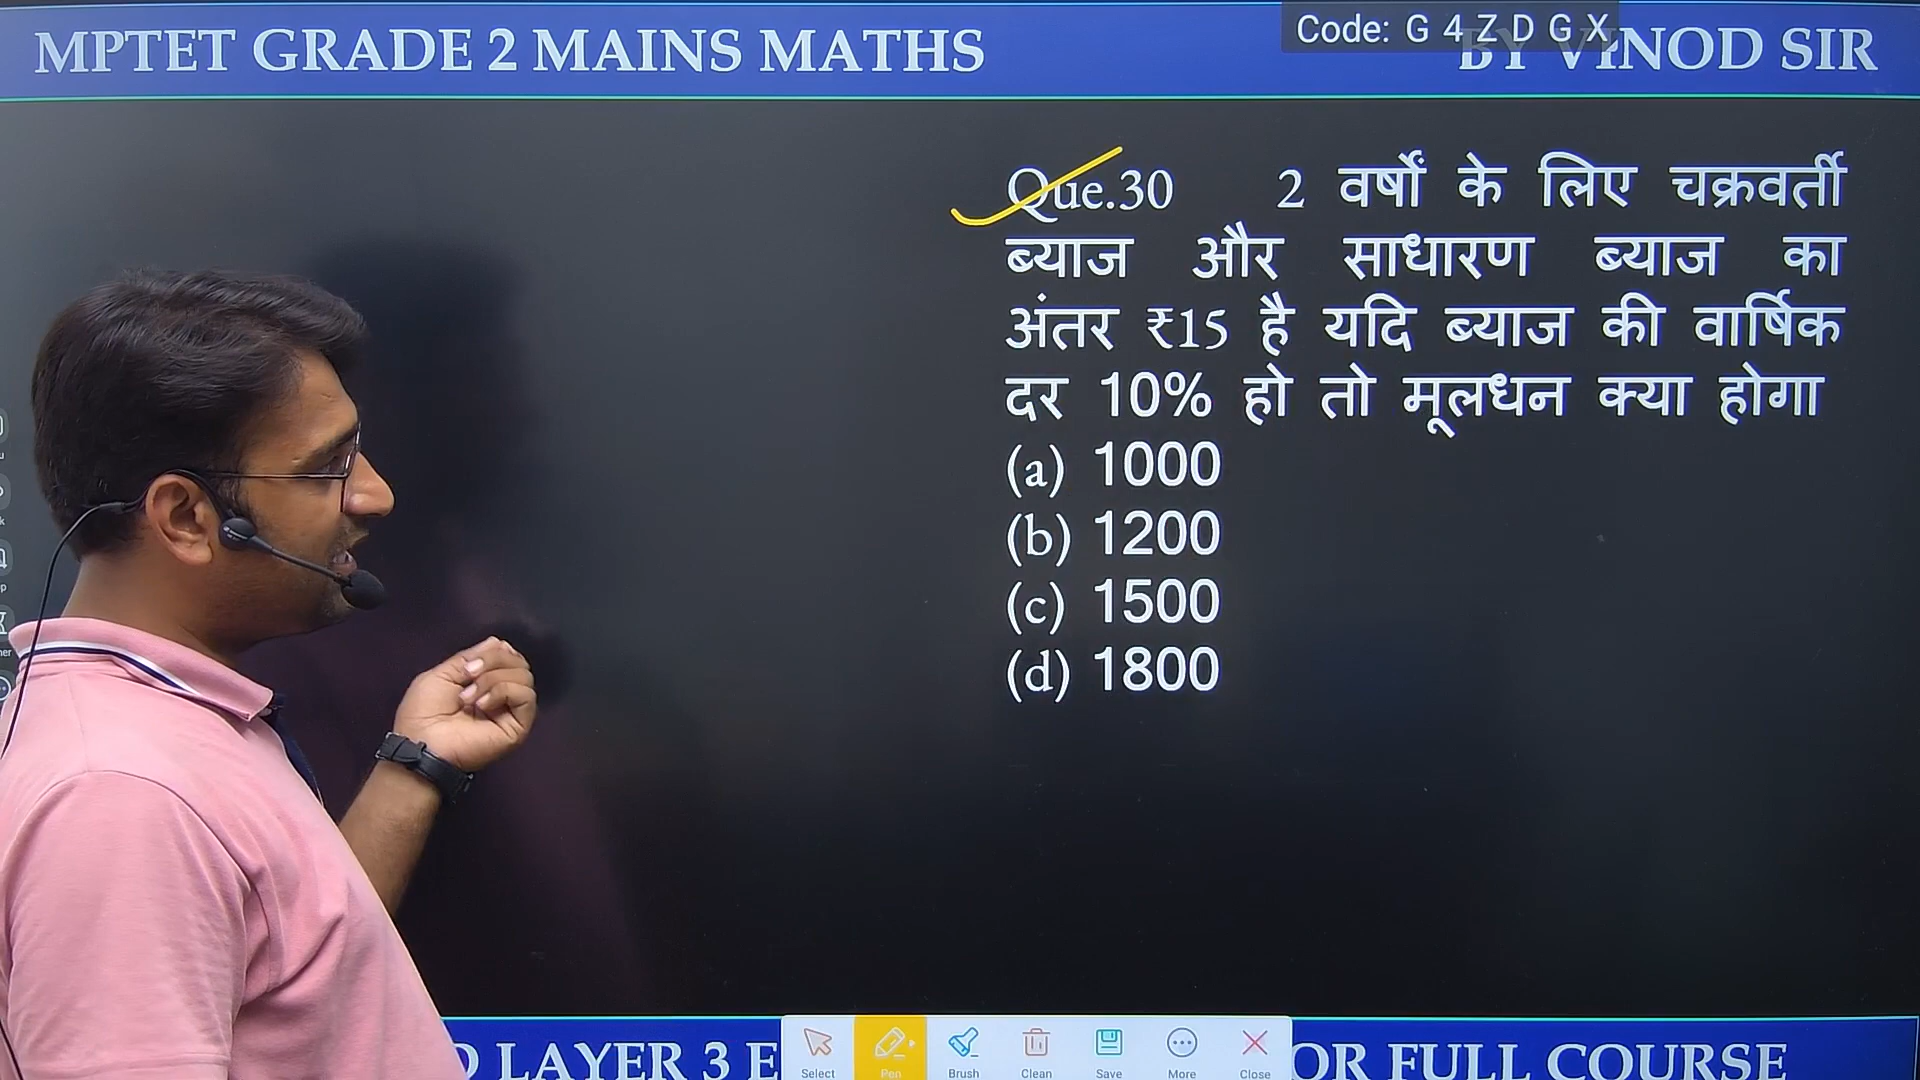 MPTET GRADE 2 MAINS MATHS
Code: G 4 Z D G X
BY VINOD SIR
Que.30 2 वर्षों के लिए चक्रवर्ती
ब्याज और साधारण ब्याज का
अंतर ₹15 है यदि ब्याज की वार्षिक
दर 10% हो तो मूलधन क्या होगा
(a) 1000
(b) 1200
(c) 1500
(d) 1800
LAYER 3 E
OR FULL COURSE
Select
Pen
Brush
Clean
Save
More
Close